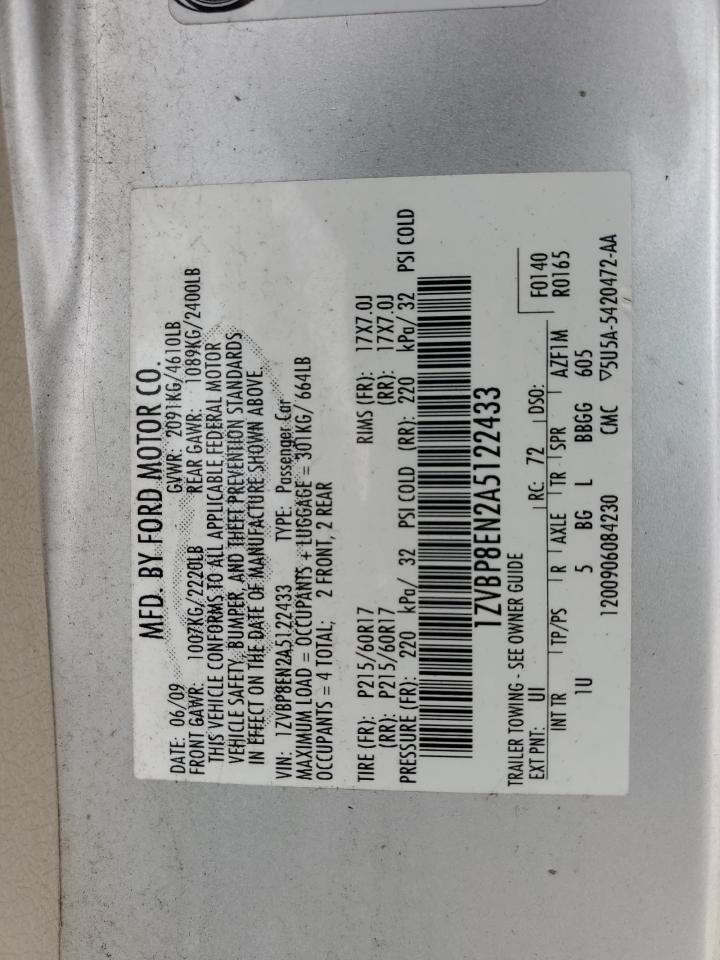 MFD. BY FORD MOTOR CO.
DATE: 06/09 GVWR: 2091KG/4610LB
FRONT GAWR: 1007KG/2220LB REAR GAWR: 1089KG/2400LB
THIS VEHICLE CONFORMS TO ALL APPLICABLE FEDERAL MOTOR
VEHICLE SAFETY, BUMPER, AND THEFT PREVENTION STANDARDS
IN EFFECT ON THE DATE OF MANUFACTURE SHOWN ABOVE.
VIN: 1ZVBP8EN2A5122433 TYPE: Passenger Car
MAXIMUM LOAD = OCCUPANTS + LUGGAGE = 301KG/ 664LB
OCCUPANTS = 4 TOTAL; 2 FRONT, 2 REAR
TIRE (FR): P215/60R17 RIMS (FR): 17X7.0J
(RR): P215/60R17 (RR): 17X7.0J
PRESSURE (FR): 220 kPa/ 32 PSI COLD (RR): 220 kPa/ 32 PSI COLD
1ZVBP8EN2A5122433
TRAILER TOWING - SEE OWNER GUIDE
EXT PNT: UI RC: 72 DSO: F0140
INT TR TP/PS R AXLE TR SPR AZF1M R0165
1U 5 BG L BBGG 605
1200906084230 CMC ▽5U5A-5420472-AA